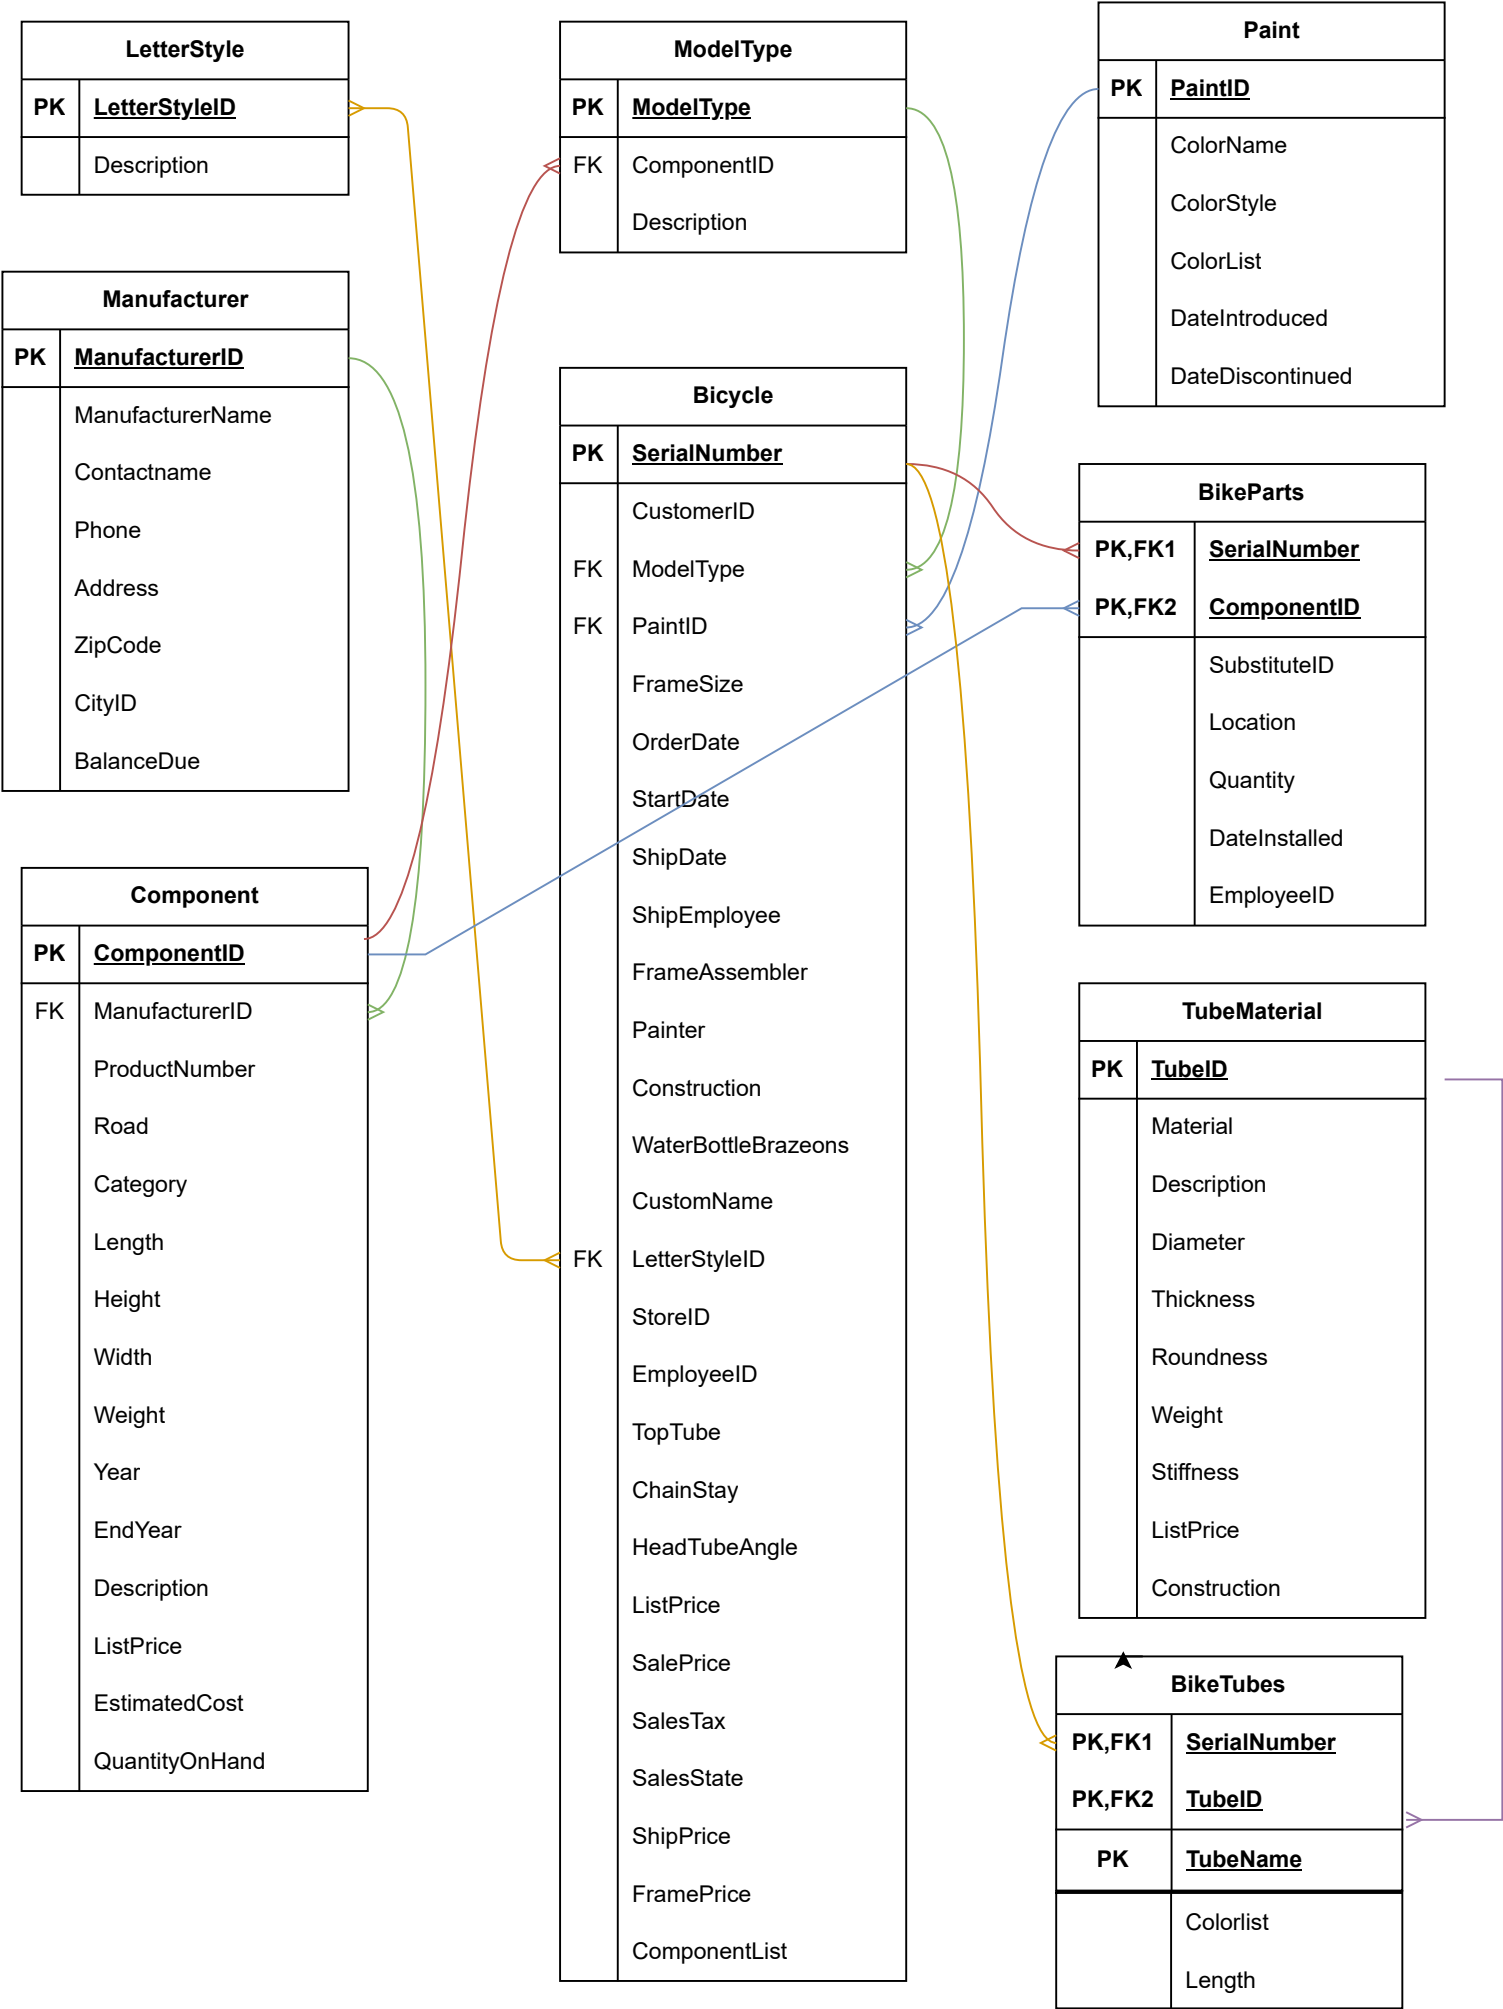 LetterStyle
PK LetterStyleID
Description
Manufacturer
PK ManufacturerID
ManufacturerName
Contactname
Phone
Address
ZipCode
CityID
BalanceDue
Component
PK ComponentID
FK ManufacturerID
ProductNumber
Road
Category
Length
Height
Width
Weight
Year
EndYear
Description
ListPrice
EstimatedCost
QuantityOnHand
ModelType
PK ModelType
FK ComponentID
Description
Bicycle
PK SerialNumber
CustomerID
FK ModelType
FK PaintID
FrameSize
OrderDate
StartDate
ShipDate
ShipEmployee
FrameAssembler
Painter
Construction
WaterBottleBrazeons
CustomName
FK LetterStyleID
StoreID
EmployeeID
TopTube
ChainStay
HeadTubeAngle
ListPrice
SalePrice
SalesTax
SalesState
ShipPrice
FramePrice
ComponentList
Paint
PK PaintID
ColorName
ColorStyle
ColorList
DateIntroduced
DateDiscontinued
BikeParts
PK,FK1 SerialNumber
PK,FK2 ComponentID
SubstituteID
Location
Quantity
DateInstalled
EmployeeID
TubeMaterial
PK TubeID
Material
Description
Diameter
Thickness
Roundness
Weight
Stiffness
ListPrice
Construction
BikeTubes
PK,FK1 SerialNumber
PK,FK2 TubeID
PK TubeName
Colorlist
Length